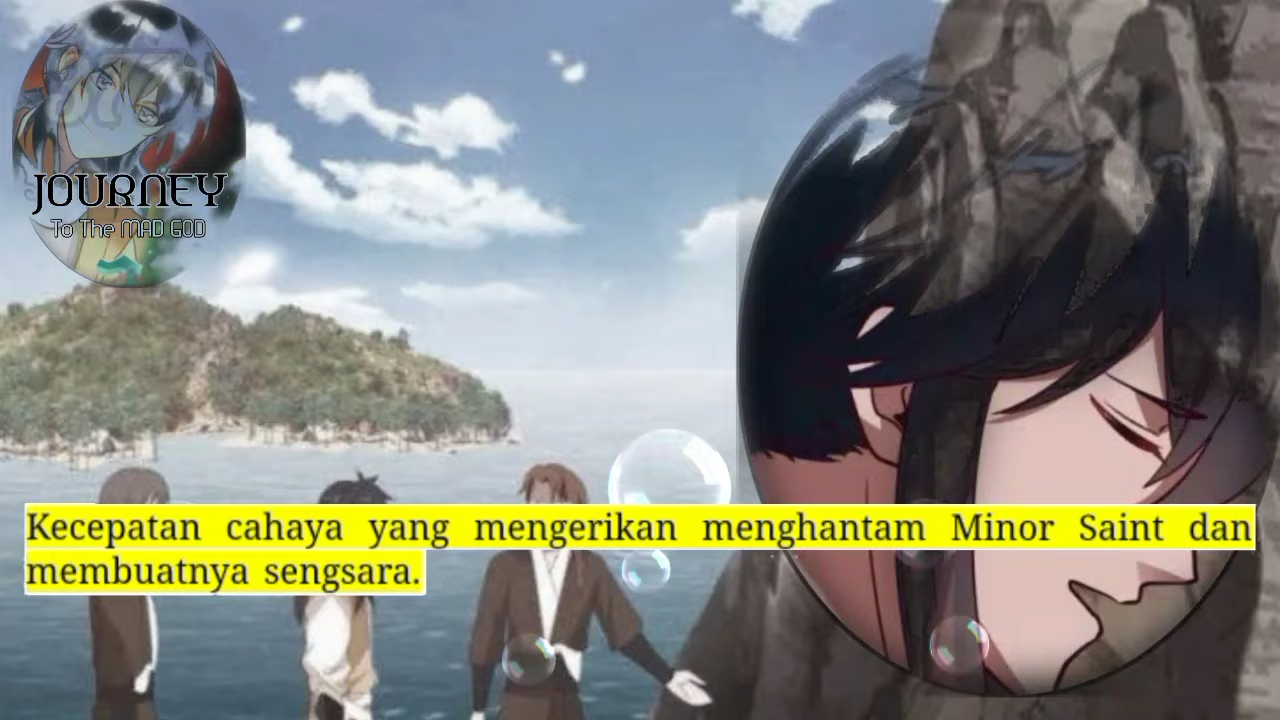 JOURNEY
To The MAD GOD
Kecepatan cahaya yang mengerikan menghantam Minor Saint dan
membuatnya sengsara.